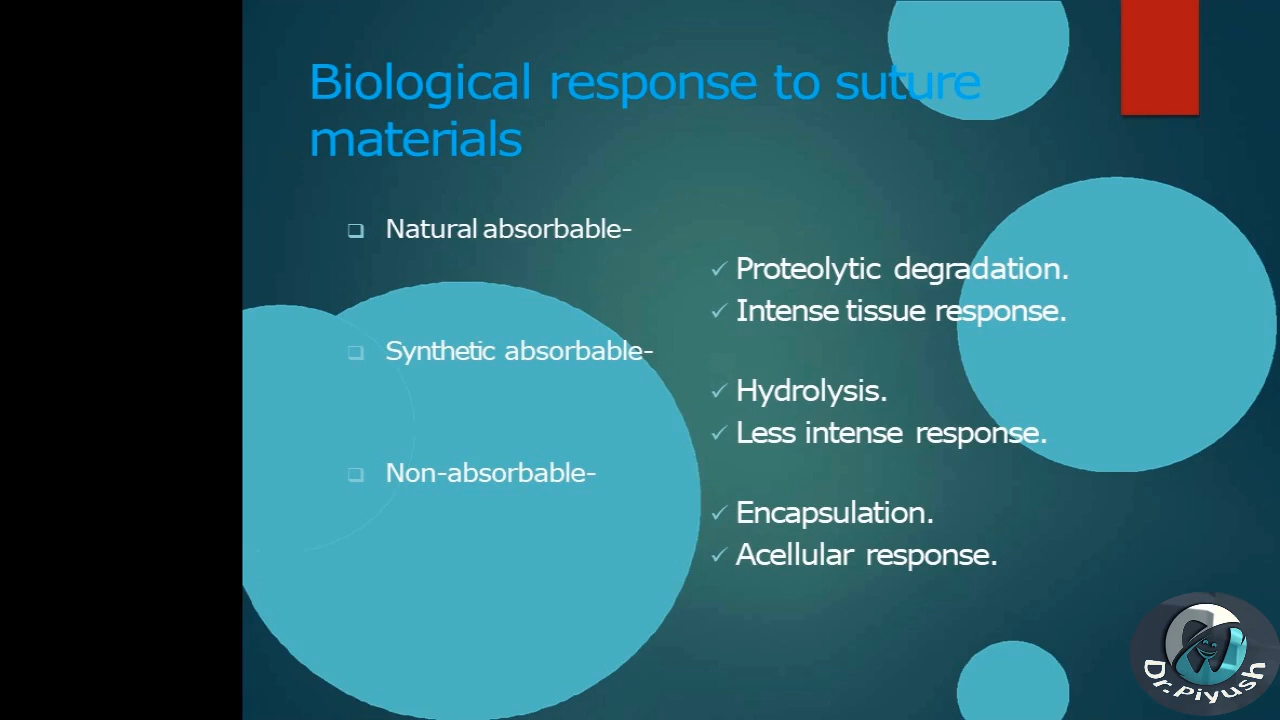 Biological response to suture
materials
Natural absorbable-
Proteolytic degradation.
Intense tissue response.
Synthetic absorbable-
Hydrolysis.
Less intense response.
Non-absorbable-
Encapsulation.
Acellular response.
Dr.Piyush